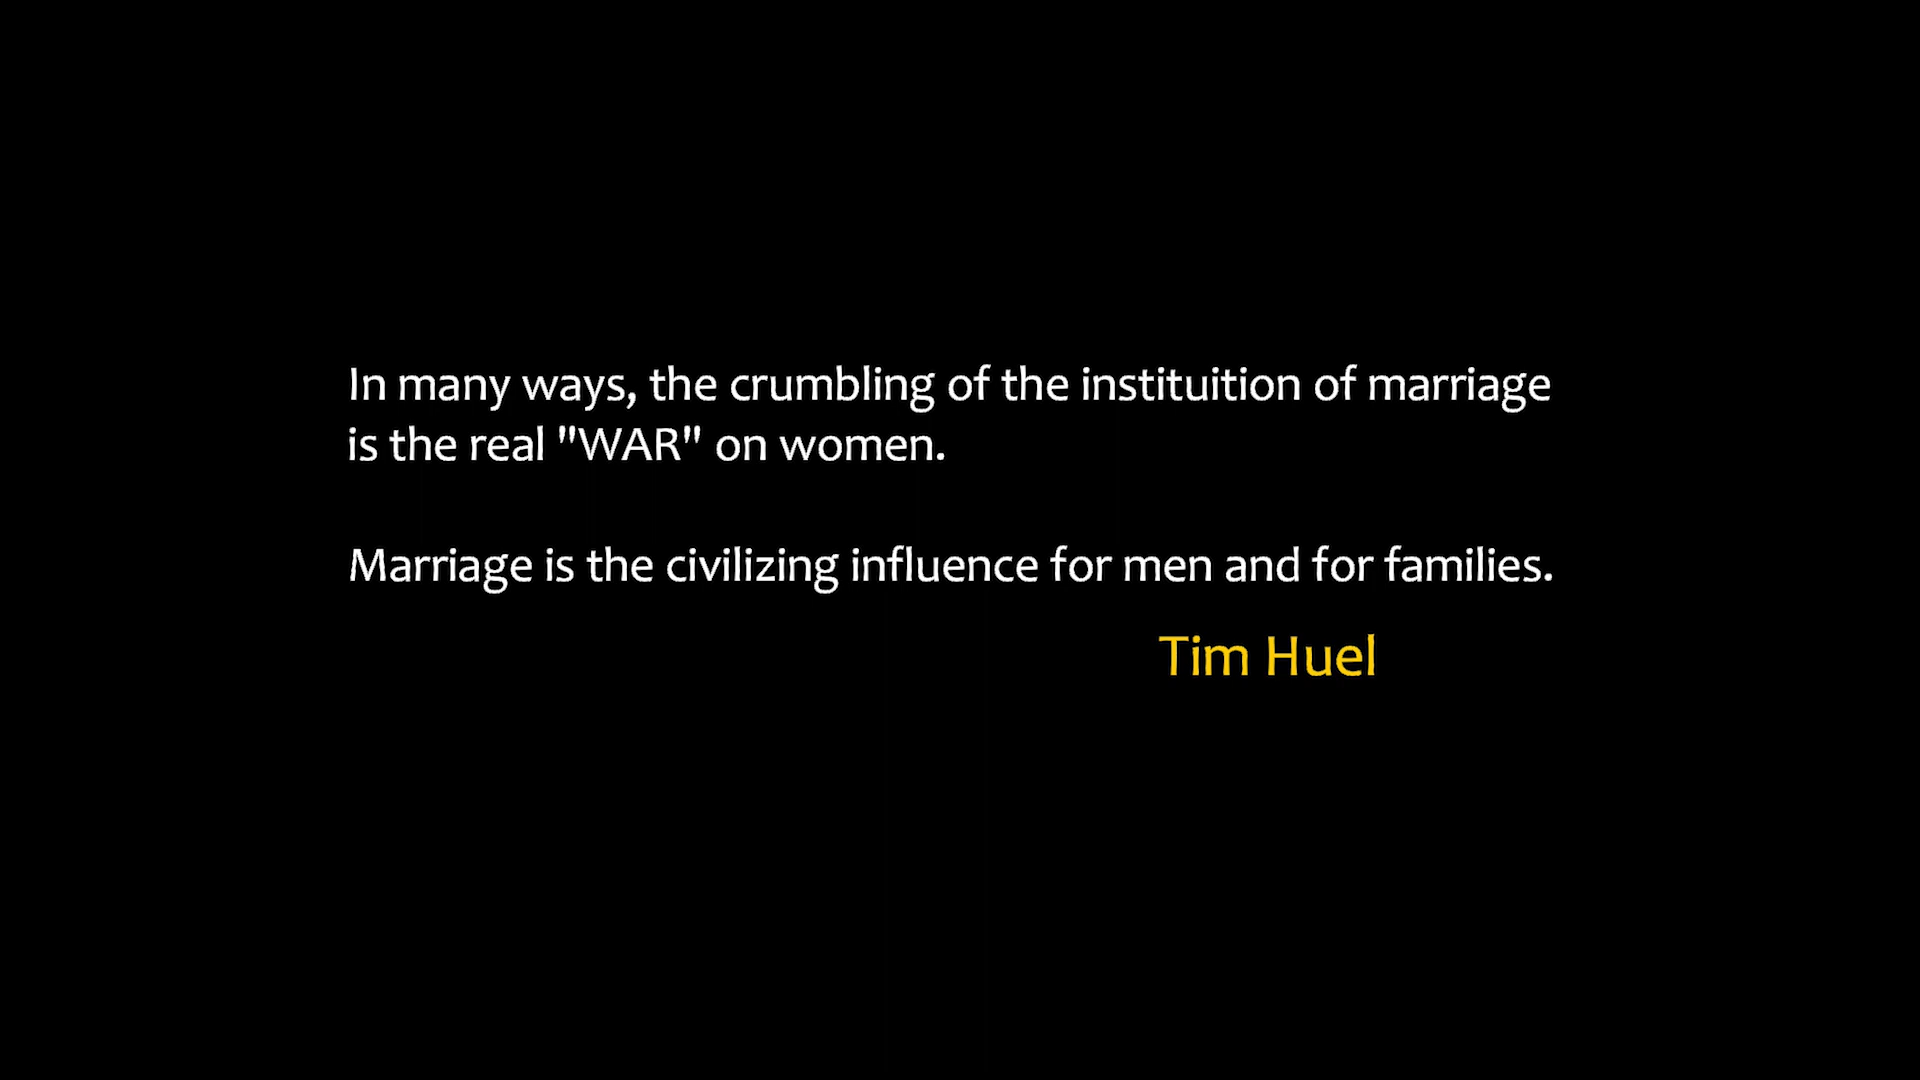 In many ways, the crumbling of the instituition of marriage
is the real "WAR" on women.
Marriage is the civilizing influence for men and for families.
Tim Huel